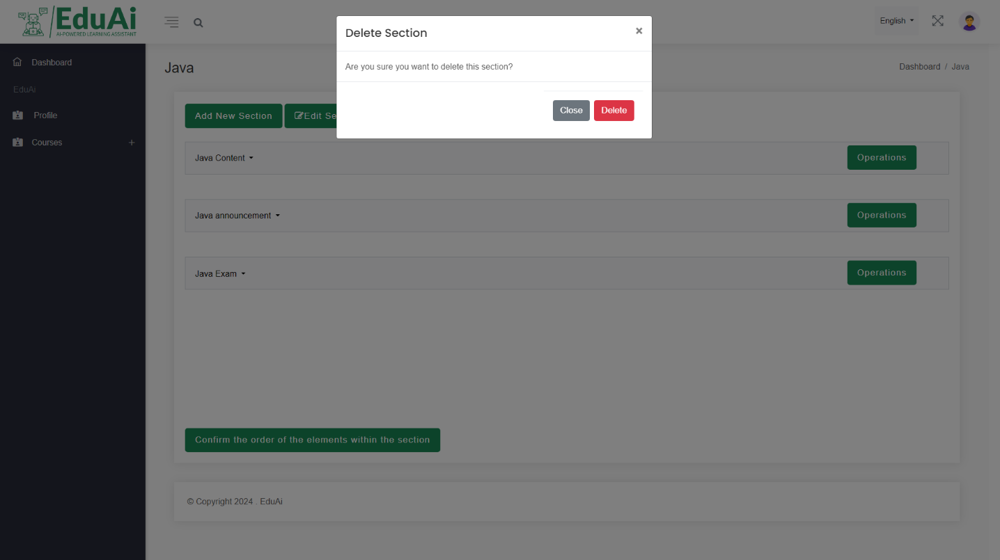 EduAi
AI-POWERED LEARNING ASSISTANT
English
Delete Section
×
Are you sure you want to delete this section?
Close
Delete
Dashboard
EduAi
Profile
Courses
+
Java
Dashboard / Java
Add New Section
Edit Se
Java Content
Operations
Java announcement
Operations
Java Exam
Operations
Confirm the order of the elements within the section
© Copyright 2024 . EduAi